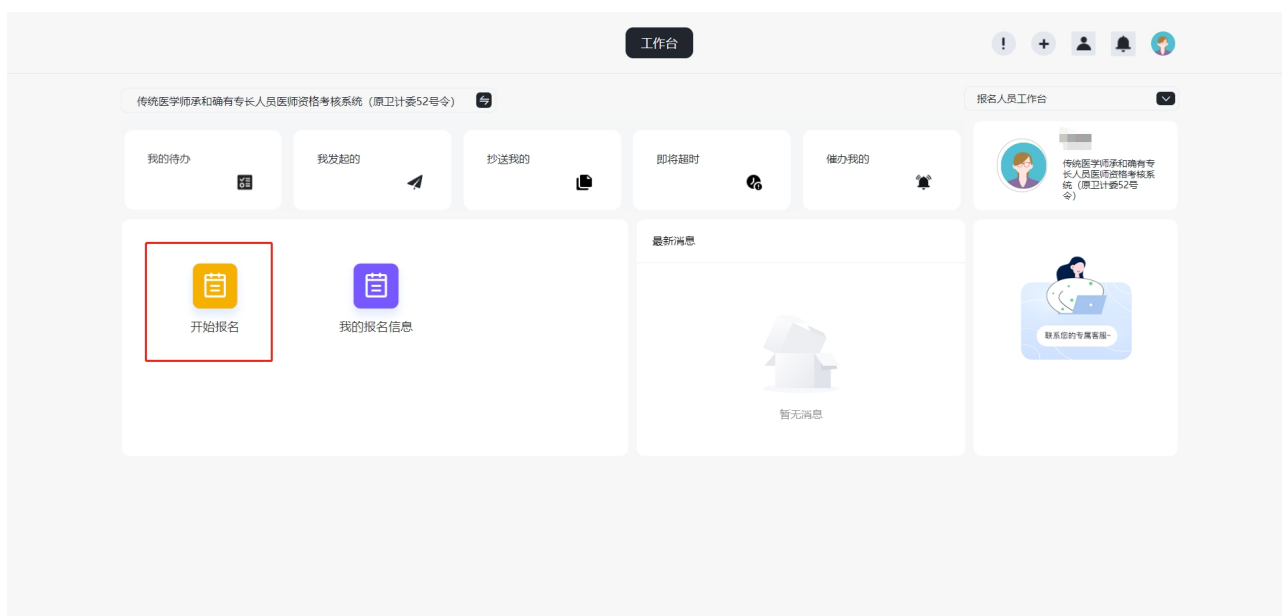 工作台
传统医学师承和确有专长人员医师资格考核系统（原卫计委52号令）
报名人员工作台
我的待办
我发起的
抄送我的
即将超时
催办我的
传统医学师承和确有专
长人员医师资格考核系
统（原卫计委52号
令）
开始报名
我的报名信息
最新消息
暂无消息
联系您的专属客服~